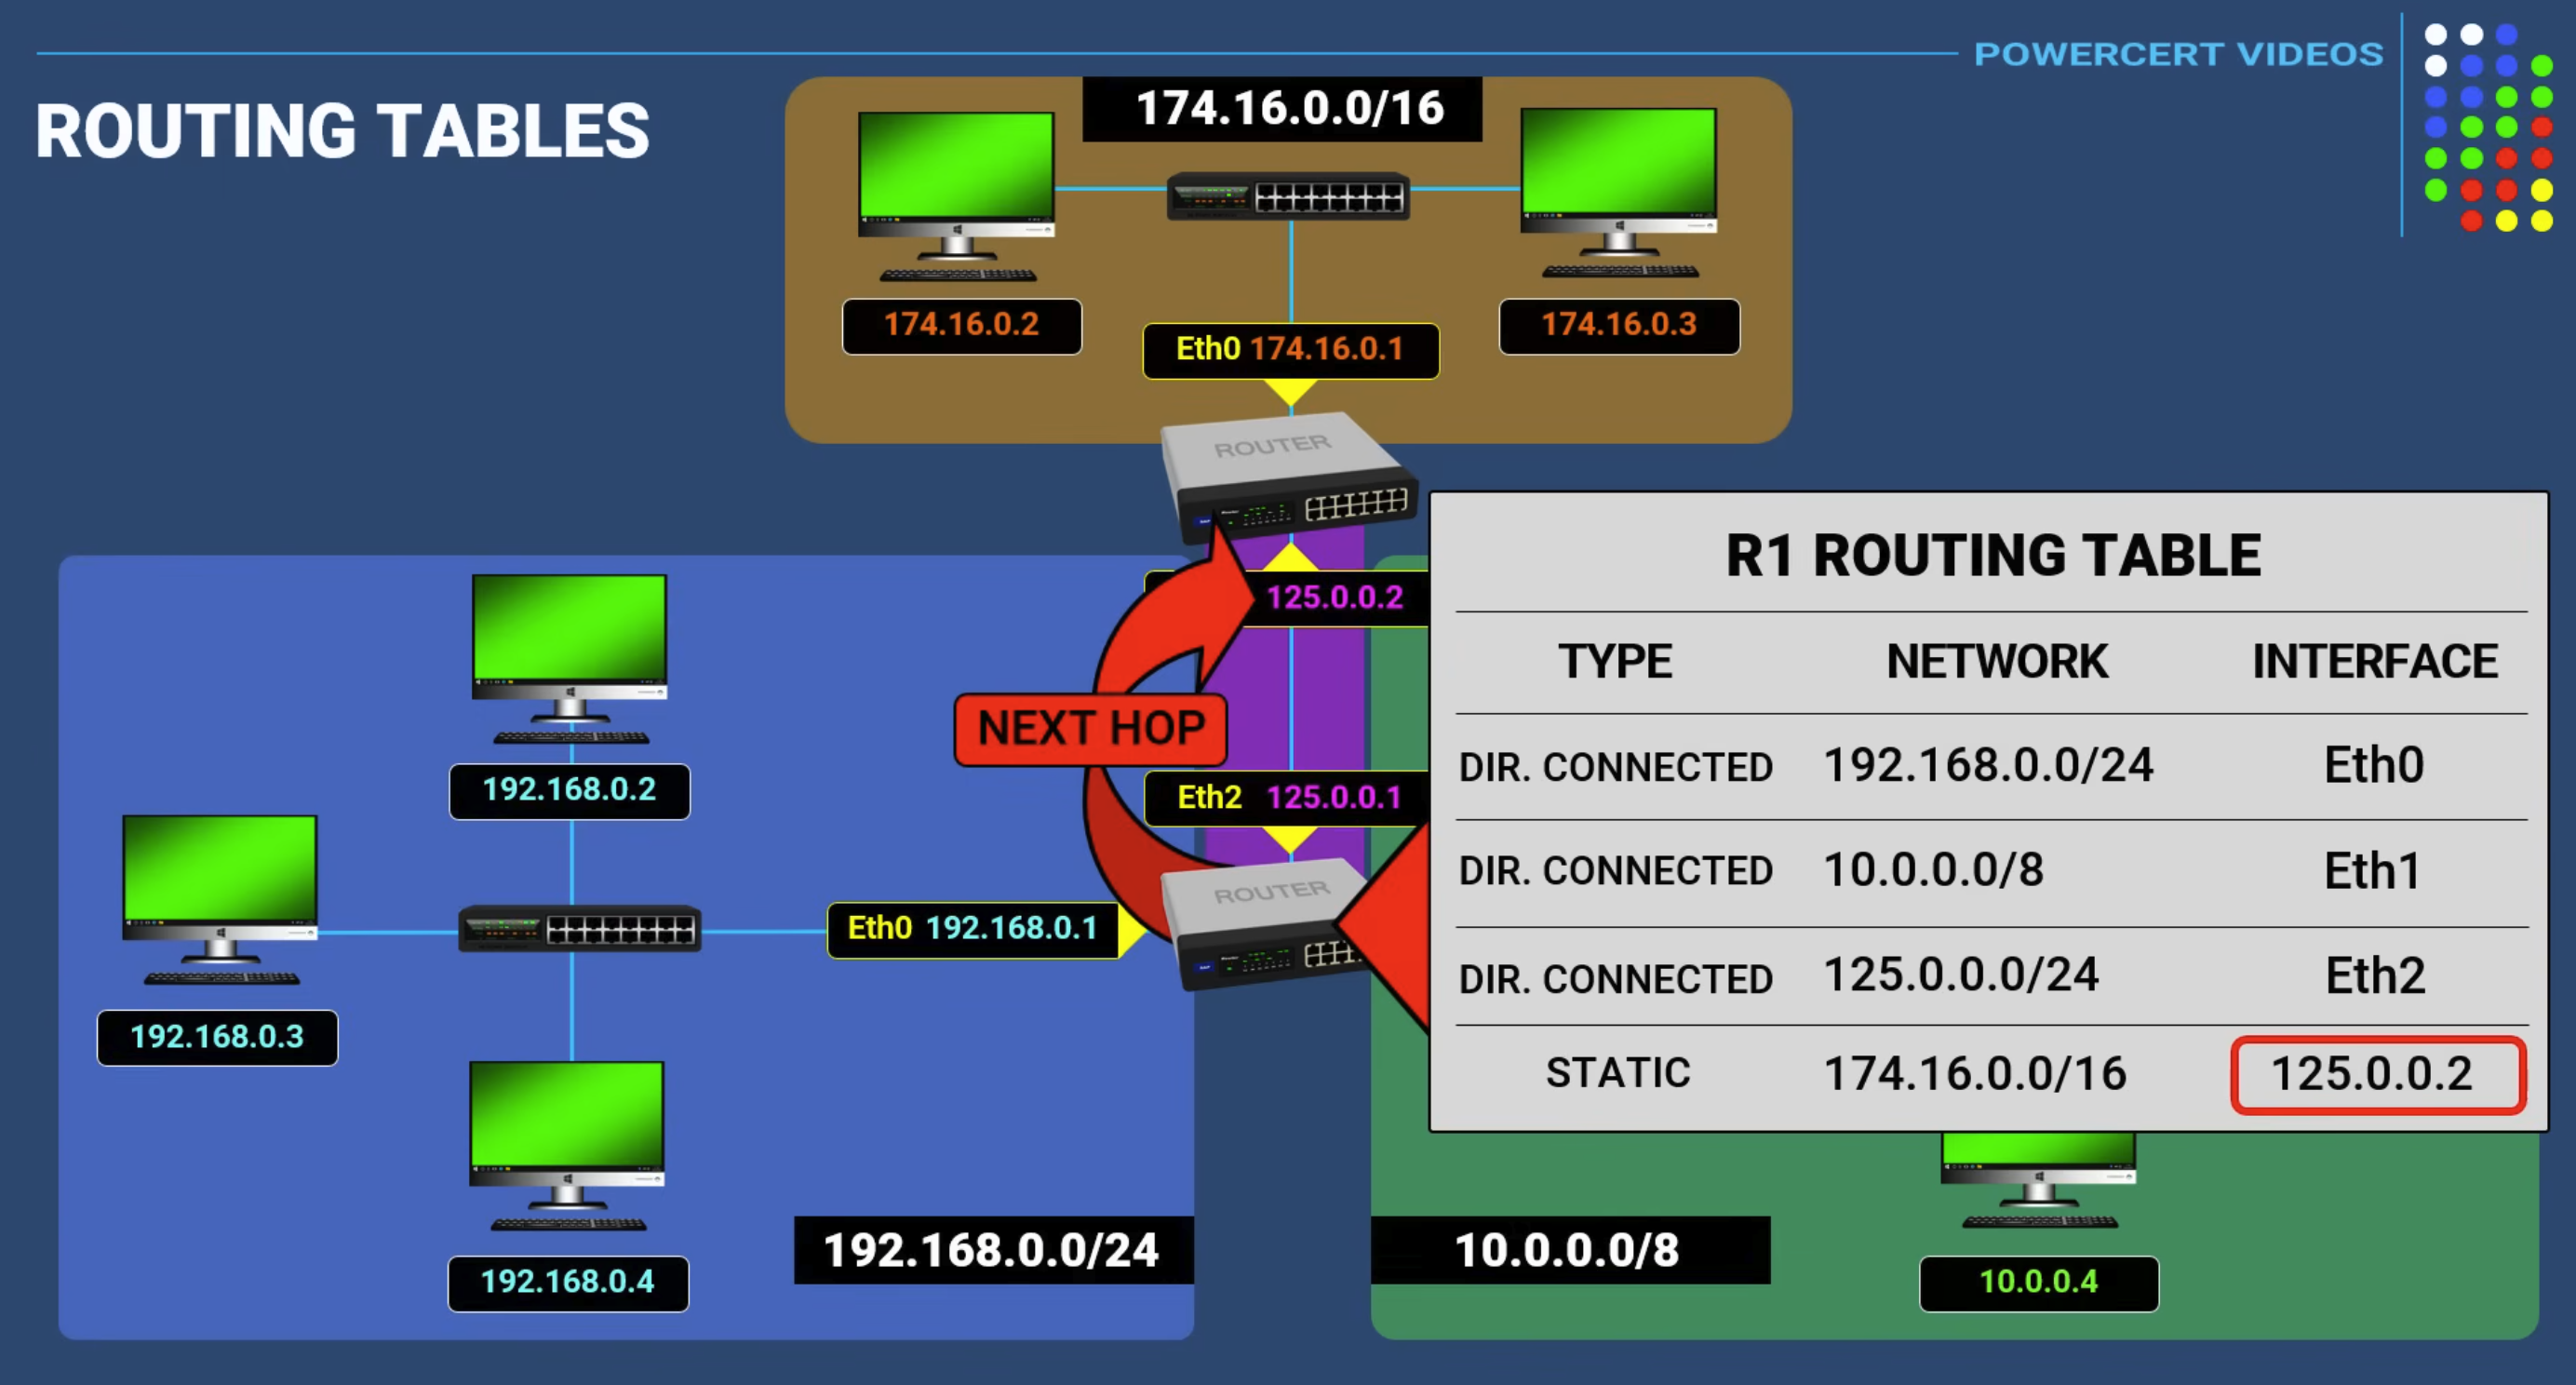 POWERCERT VIDEOS
ROUTING TABLES
174.16.0.0/16
174.16.0.2
Eth0 174.16.0.1
174.16.0.3
ROUTER
125.0.0.2
NEXT HOP
Eth2 125.0.0.1
ROUTER
192.168.0.2
192.168.0.3
Eth0 192.168.0.1
192.168.0.4
192.168.0.0/24
R1 ROUTING TABLE
TYPE NETWORK INTERFACE
DIR. CONNECTED 192.168.0.0/24 Eth0
DIR. CONNECTED 10.0.0.0/8 Eth1
DIR. CONNECTED 125.0.0.0/24 Eth2
STATIC 174.16.0.0/16 125.0.0.2
10.0.0.0/8
10.0.0.4